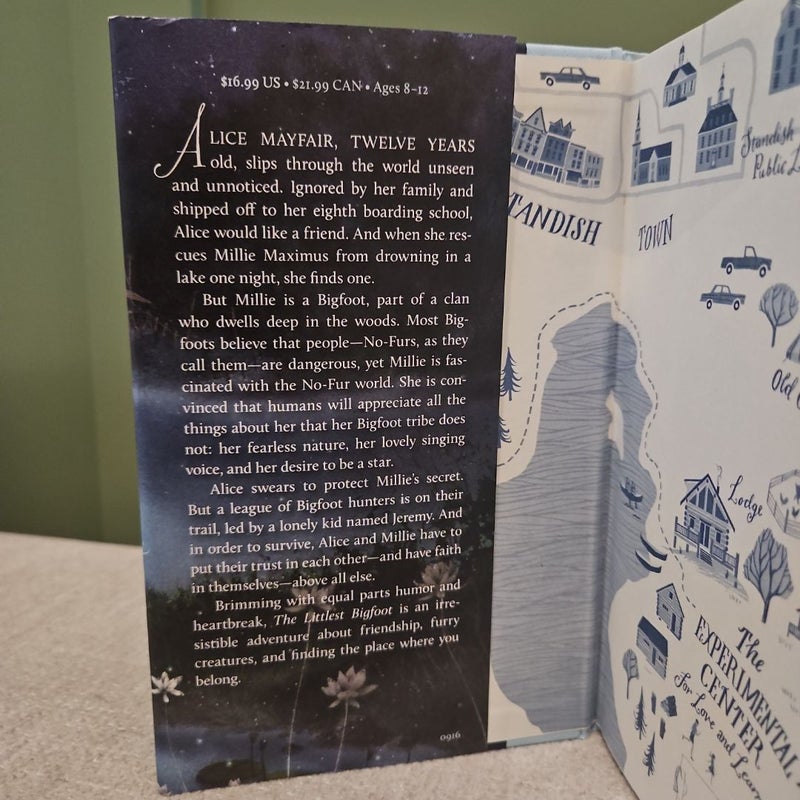 $16.99 US • $21.99 CAN • Ages 8–12
ALICE MAYFAIR, TWELVE YEARS
old, slips through the world unseen
and unnoticed. Ignored by her family and
shipped off to her eighth boarding school,
Alice would like a friend. And when she res-
cues Millie Maximus from drowning in a
lake one night, she finds one.
But Millie is a Bigfoot, part of a clan
who dwells deep in the woods. Most Big-
foots believe that people—No-Furs, as they
call them—are dangerous, yet Millie is fas-
cinated with the No-Fur world. She is con-
vinced that humans will appreciate all the
things about her that her Bigfoot tribe does
not: her fearless nature, her lovely singing
voice, and her desire to be a star.
Alice swears to protect Millie's secret.
But a league of Bigfoot hunters is on their
trail, led by a lonely kid named Jeremy. And
in order to survive, Alice and Millie have to
put their trust in each other—and have faith
in themselves—above all else.
Brimming with equal parts humor and
heartbreak, The Littlest Bigfoot is an irre-
sistible adventure about friendship, furry
creatures, and finding the place where you
belong.
0916
TANDISH TOWN
Standish
Public L
Old
Lodge
The
EXPERIMENTAL
CENTER
for Love and Learn